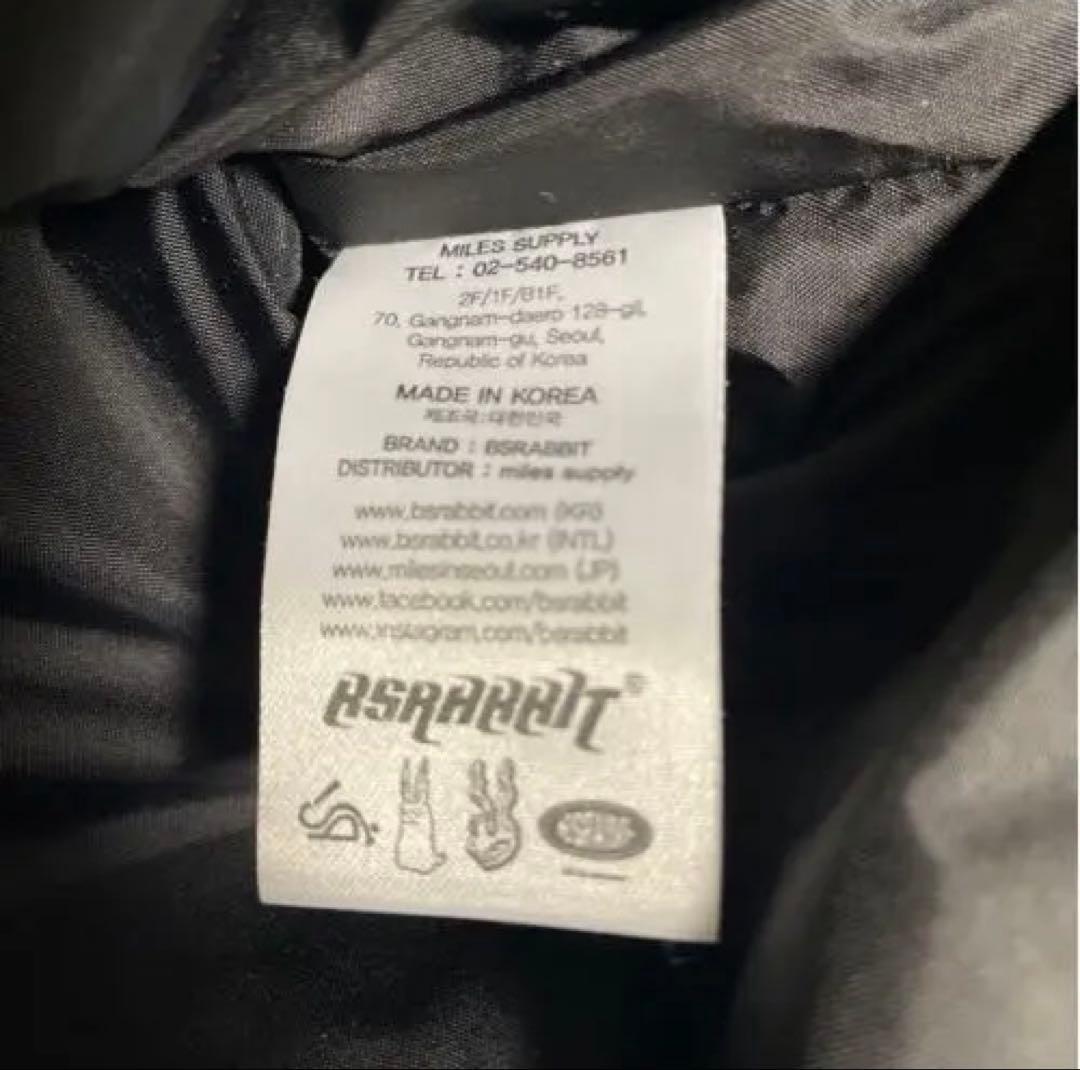 MILES SUPPLY
TEL : 02-540-8561
2F/1F/B1F,
70, Gangnam-daero 128-gil,
Gangnam-gu, Seoul,
Republic of Korea
MADE IN KOREA
제조국:대한민국
BRAND : BSRABBIT
DISTRIBUTOR : miles supply
www.bsrabbit.com (KR)
www.bsrabbit.co.kr (INTL)
www.milesinseoul.com (JP)
www.facebook.com/bsrabbit
www.instagram.com/bsrabbit
BSRABBIT®